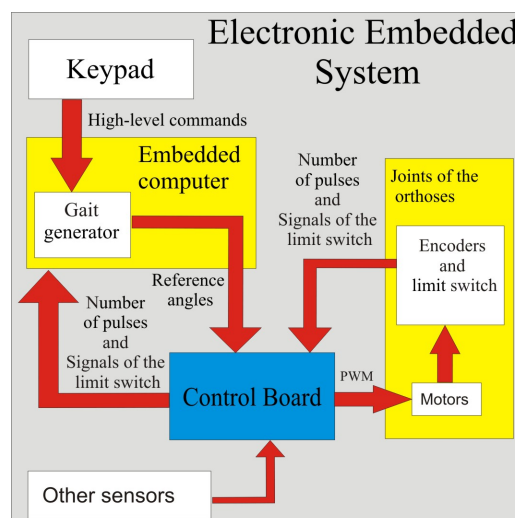 Electronic Embedded
System
Keypad
High-level commands
Embedded
computer
Gait
generator
Number
of pulses
and
Signals of the
limit switch
Joints of the
orthoses
Encoders
and
limit switch
Reference
angles
Number
of pulses
and
Signals of the
limit switch
Control Board
PWM
Motors
Other sensors